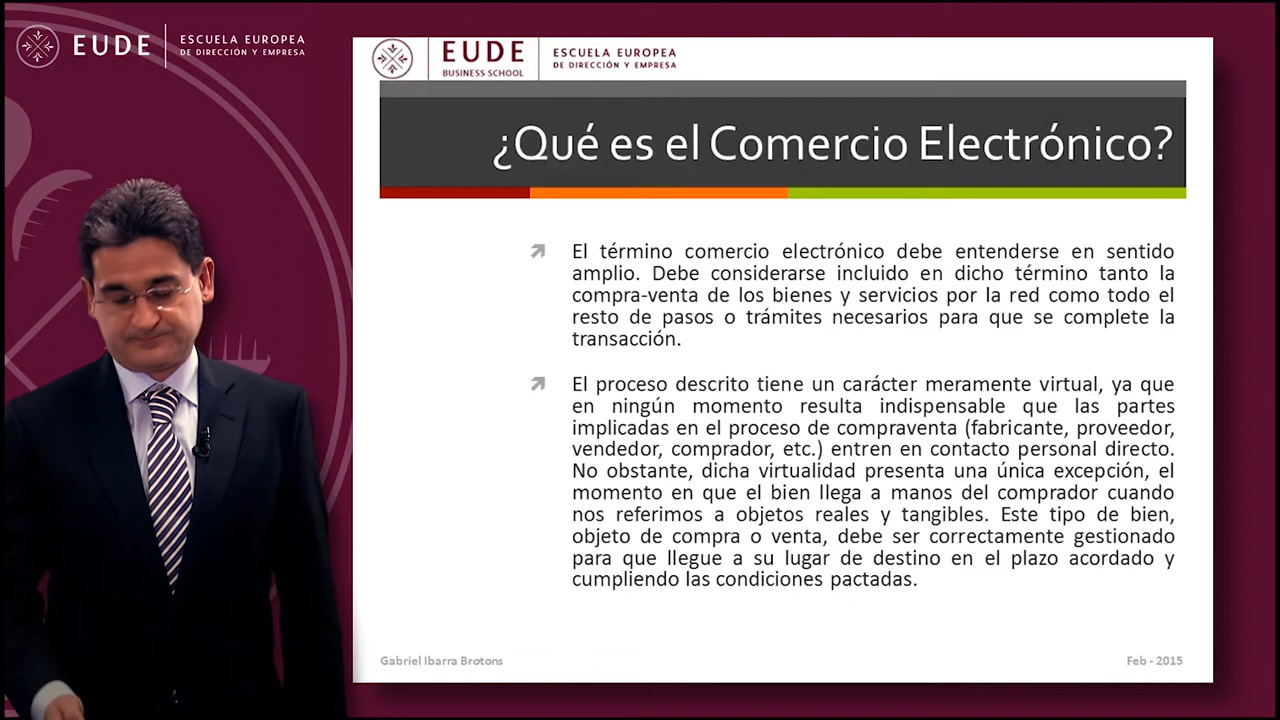 EUDE
ESCUELA EUROPEA
DE DIRECCIÓN Y EMPRESA
EUDE
BUSINESS SCHOOL
ESCUELA EUROPEA
DE DIRECCIÓN Y EMPRESA
¿Qué es el Comercio Electrónico?
El término comercio electrónico debe entenderse en sentido
amplio. Debe considerarse incluido en dicho término tanto la
compra-venta de los bienes y servicios por la red como todo el
resto de pasos o trámites necesarios para que se complete la
transacción.
El proceso descrito tiene un carácter meramente virtual, ya que
en ningún momento resulta indispensable que las partes
implicadas en el proceso de compraventa (fabricante, proveedor,
vendedor, comprador, etc.) entren en contacto personal directo.
No obstante, dicha virtualidad presenta una única excepción, el
momento en que el bien llega a manos del comprador cuando
nos referimos a objetos reales y tangibles. Este tipo de bien,
objeto de compra o venta, debe ser correctamente gestionado
para que llegue a su lugar de destino en el plazo acordado y
cumpliendo las condiciones pactadas.
Gabriel Ibarra Brotons
Feb - 2015